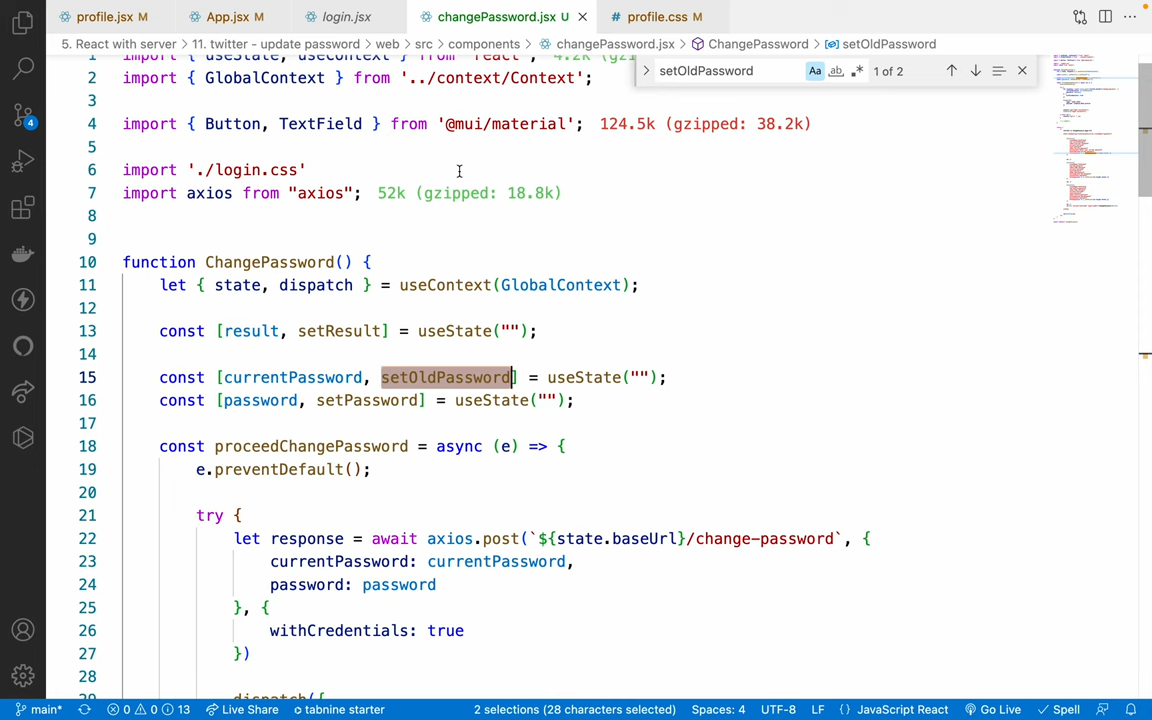 profile.jsx M
App.jsx M
login.jsx
changePassword.jsx U
profile.css M
5. React with server > 11. twitter - update password > web > src > components > changePassword.jsx > ChangePassword > setOldPassword
setOldPassword Aa ab .* 1 of 2
1 import { useState, useContext } from 'react'; 4.2k (gzi
2 import { GlobalContext } from '../context/Context';
3
4 import { Button, TextField } from '@mui/material'; 124.5k (gzipped: 38.2k)
5
6 import './login.css'
7 import axios from "axios"; 52k (gzipped: 18.8k)
8
9
10 function ChangePassword() {
11 let { state, dispatch } = useContext(GlobalContext);
12
13 const [result, setResult] = useState("");
14
15 const [currentPassword, setOldPassword] = useState("");
16 const [password, setPassword] = useState("");
17
18 const proceedChangePassword = async (e) => {
19 e.preventDefault();
20
21 try {
22 let response = await axios.post(`${state.baseUrl}/change-password`, {
23 currentPassword: currentPassword,
24 password: password
25 }, {
26 withCredentials: true
27 })
28
29 dispatch({
4
main* 0 0 13 Live Share tabnine starter 2 selections (28 characters selected) Spaces: 4 UTF-8 LF {} JavaScript React Go Live Spell